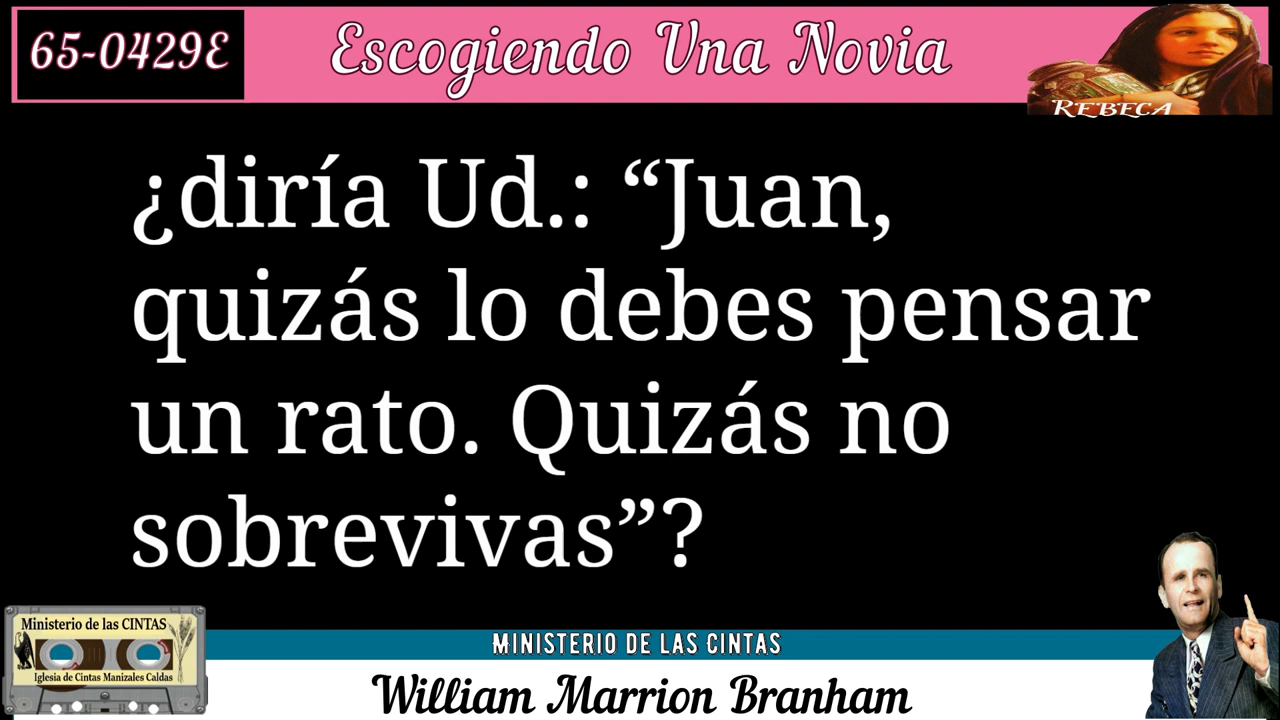 65-0429E
Escogiendo Una Novia
REBECA
¿diría Ud.: “Juan,
quizás lo debes pensar
un rato. Quizás no
sobrevivas”?
Ministerio de las CINTAS
Iglesia de Cintas Manizales Caldas
MINISTERIO DE LAS CINTAS
William Marrion Branham